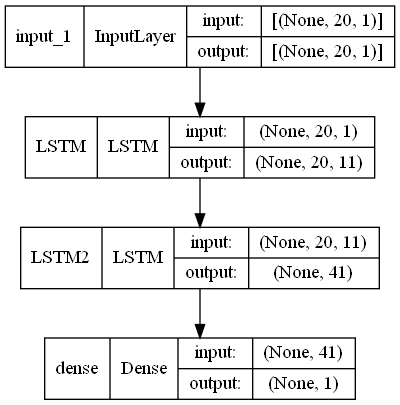 input_1 InputLayer input: [(None, 20, 1)]
output: [(None, 20, 1)]
LSTM LSTM input: (None, 20, 1)
output: (None, 20, 11)
LSTM2 LSTM input: (None, 20, 11)
output: (None, 41)
dense Dense input: (None, 41)
output: (None, 1)